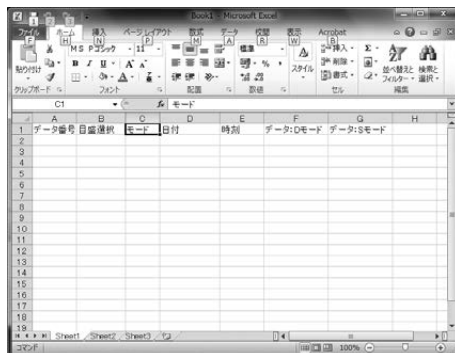 Book1 - Microsoft Excel
ファイル ホーム 挿入 ページ レイアウト 数式 データ 校閲 表示 Acrobat
F H N P M A R W B
MS Pゴシック 11
B I U A A
貼り付け
標準
%
スタイル
挿入
削除
書式
Σ
並べ替えと フィルター
検索と 選択
クリップボード フォント 配置 数値 セル 編集
C1 fx モード
A B C D E F G H
1 データ番号 目盛選択 モード 日付 時刻 データ:Dモード データ:Sモード
2
3
4
5
6
7
8
9
10
11
12
13
14
15
16
17
18
19
Sheet1 Sheet2 Sheet3
コマンド 100%